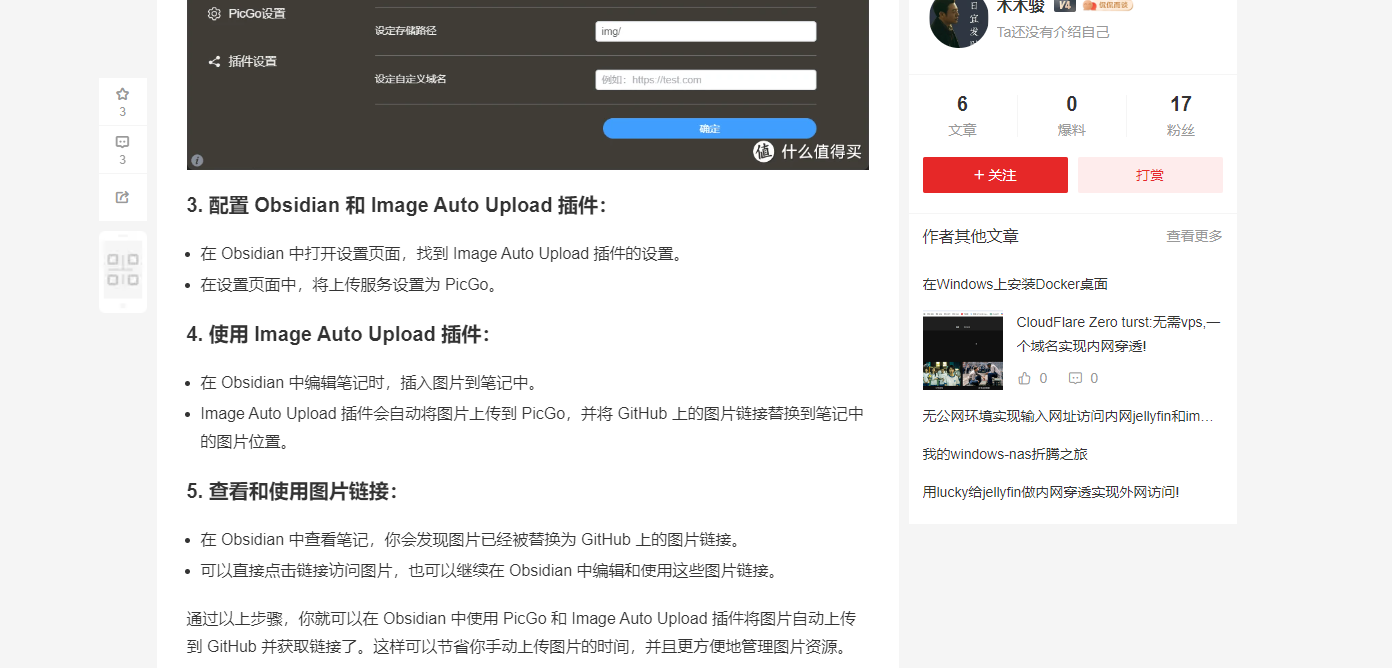 PicGo设置
设定存储路径
img/
插件设置
设定自定义域名
例如：https://test.com
确定
值 什么值得买
3
3
3. 配置 Obsidian 和 Image Auto Upload 插件：
在 Obsidian 中打开设置页面，找到 Image Auto Upload 插件的设置。
在设置页面中，将上传服务设置为 PicGo。
4. 使用 Image Auto Upload 插件：
在 Obsidian 中编辑笔记时，插入图片到笔记中。
Image Auto Upload 插件会自动将图片上传到 PicGo，并将 GitHub 上的图片链接替换到笔记中
的图片位置。
5. 查看和使用图片链接：
在 Obsidian 中查看笔记，你会发现图片已经被替换为 GitHub 上的图片链接。
可以直接点击链接访问图片，也可以继续在 Obsidian 中编辑和使用这些图片链接。
通过以上步骤，你就可以在 Obsidian 中使用 PicGo 和 Image Auto Upload 插件将图片自动上传
到 GitHub 并获取链接了。这样可以节省你手动上传图片的时间，并且更方便地管理图片资源。
木木骏 V4
Ta还没有介绍自己
6 0 17
文章 爆料 粉丝
+ 关注 打赏
作者其他文章 查看更多
在Windows上安装Docker桌面
CloudFlare Zero turst:无需vps,一
个域名实现内网穿透!
0 0
无公网环境实现输入网址访问内网jellyfin和im…
我的windows-nas折腾之旅
用lucky给jellyfin做内网穿透实现外网访问!